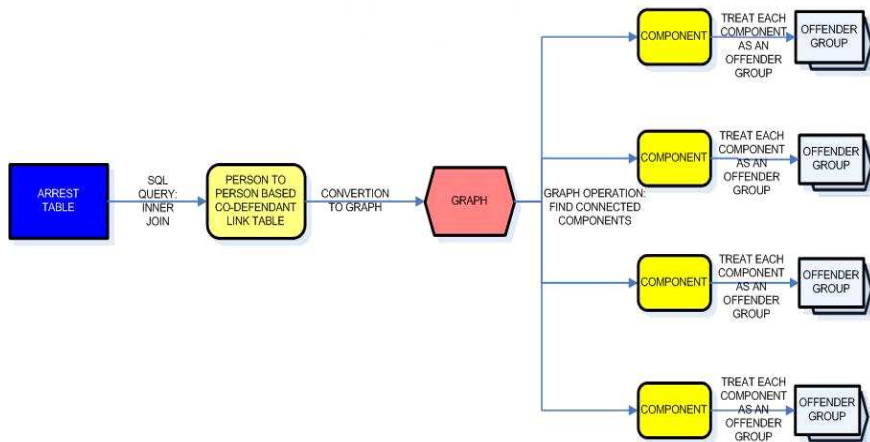 ARREST
TABLE
SQL
QUERY:
INNER
JOIN
PERSON TO
PERSON BASED
CO-DEFENDANT
LINK TABLE
CONVERTION
TO GRAPH
GRAPH
GRAPH OPERATION:
FIND CONNECTED
COMPONENTS
COMPONENT
TREAT EACH
COMPONENT
AS AN
OFFENDER
GROUP
OFFENDER
GROUP
COMPONENT
TREAT EACH
COMPONENT
AS AN
OFFENDER
GROUP
OFFENDER
GROUP
COMPONENT
TREAT EACH
COMPONENT
AS AN
OFFENDER
GROUP
OFFENDER
GROUP
COMPONENT
TREAT EACH
COMPONENT
AS AN
OFFENDER
GROUP
OFFENDER
GROUP